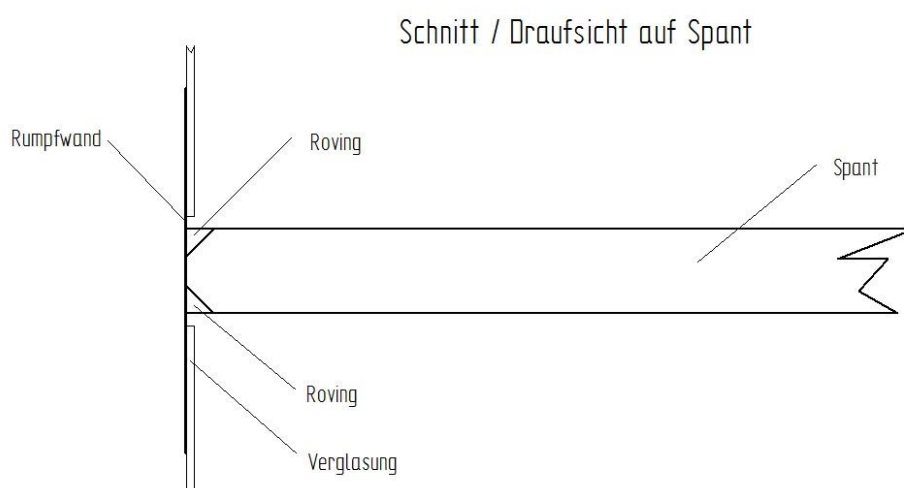 Schnitt / Draufsicht auf Spant
Rumpfwand
Roving
Spant
Roving
Verglasung